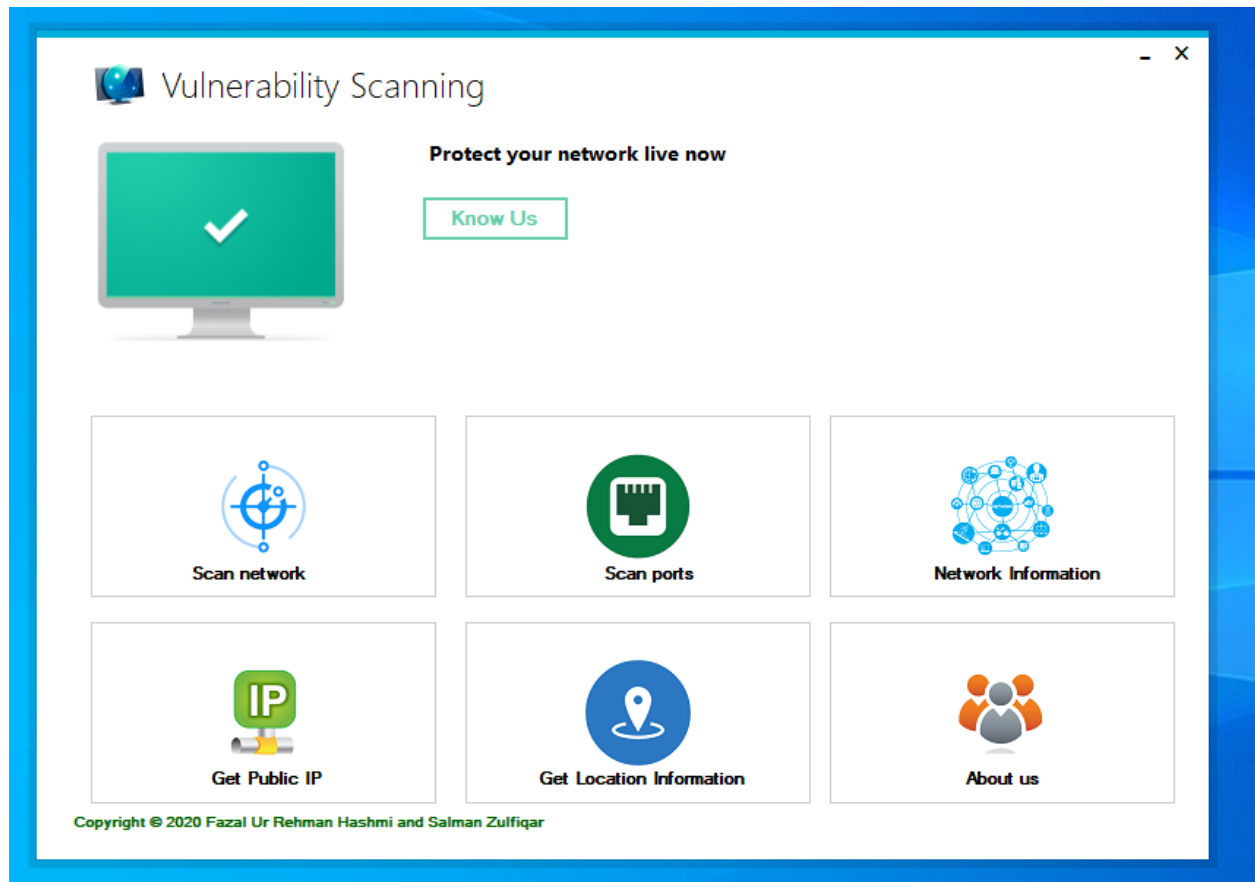 Vulnerability Scanning
Protect your network live now
Know Us
Scan network
Scan ports
Network Information
IP
Get Public IP
Get Location Information
About us
Copyright © 2020 Fazal Ur Rehman Hashmi and Salman Zulfiqar